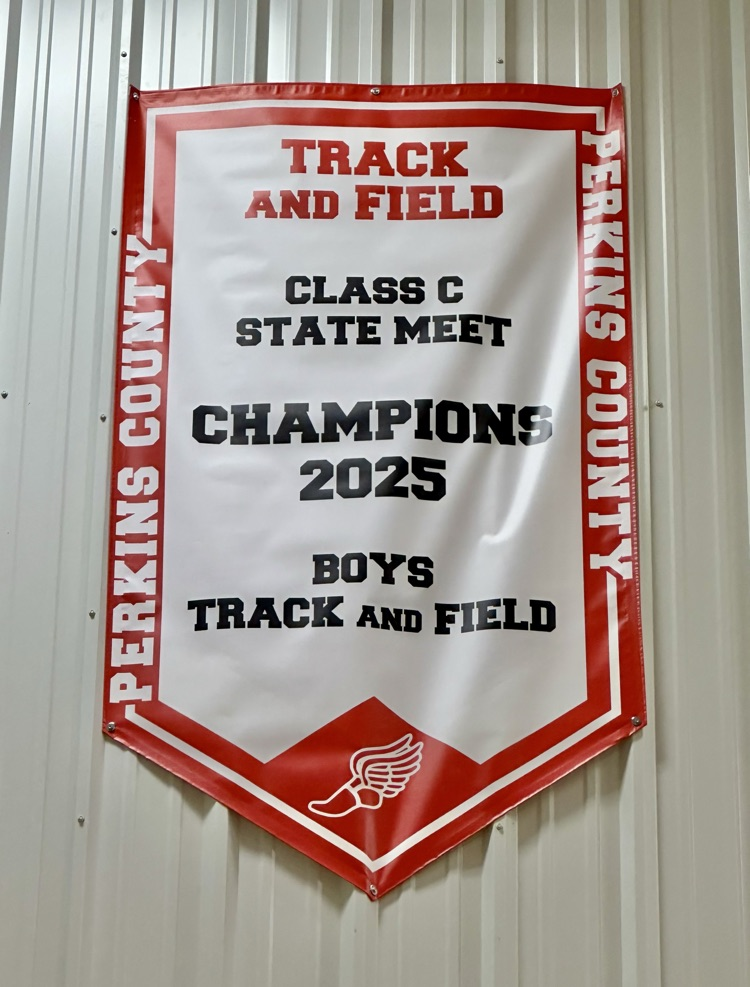 TRACK
AND FIELD
CLASS C
STATE MEET
CHAMPIONS
2025
BOYS
TRACK AND FIELD
PERKINS COUNTY
PERKINS COUNTY